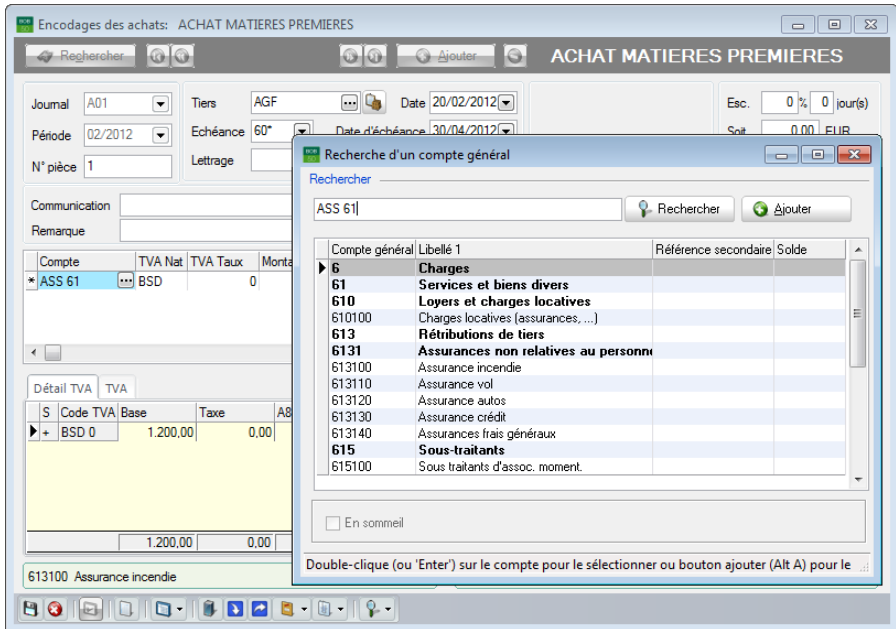 Encodages des achats: ACHAT MATIERES PREMIERES
Rechercher Ajouter ACHAT MATIERES PREMIERES
Journal A01 Tiers AGF Date 20/02/2012 Esc. 0 % 0 jour(s)
Période 02/2012 Echéance 60* Date d'échéance 30/04/2012 Soit 0,00 EUR
N° pièce 1 Lettrage
Communication
Remarque
Compte TVA Nat TVA Taux Monta
* ASS 61 ... BSD 0
Détail TVA TVA
S Code TVA Base Taxe A8
+ BSD 0 1.200,00 0,00
1.200,00 0,00
613100 Assurance incendie
Recherche d'un compte général
Rechercher
ASS 61 Rechercher Ajouter
Compte général Libellé 1 Référence secondaire Solde
6 Charges
61 Services et biens divers
610 Loyers et charges locatives
610100 Charges locatives (assurances, ...)
613 Rétributions de tiers
6131 Assurances non relatives au personne
613100 Assurance incendie
613110 Assurance vol
613120 Assurance autos
613130 Assurance crédit
613140 Assurances frais généraux
615 Sous-traitants
615100 Sous traitants d'assoc. moment.
En sommeil
Double-clique (ou 'Enter') sur le compte pour le sélectionner ou bouton ajouter (Alt A) pour le